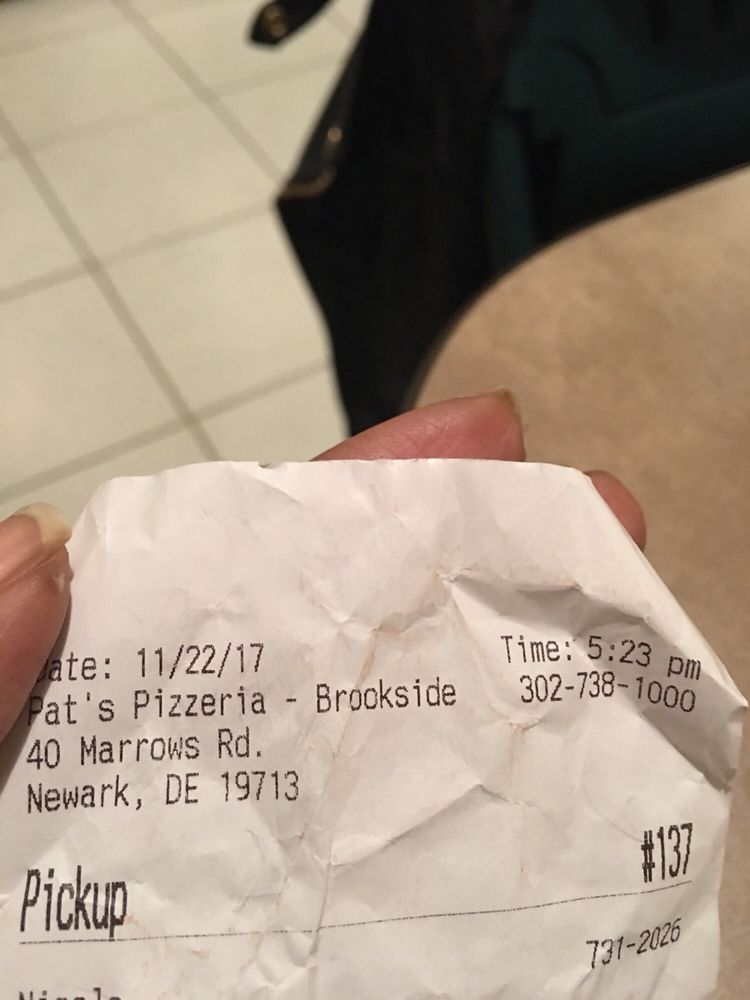 Date: 11/22/17 Time: 5:23 pm
Pat's Pizzeria - Brookside 302-738-1000
40 Marrows Rd.
Newark, DE 19713
Pickup #137
731-2026